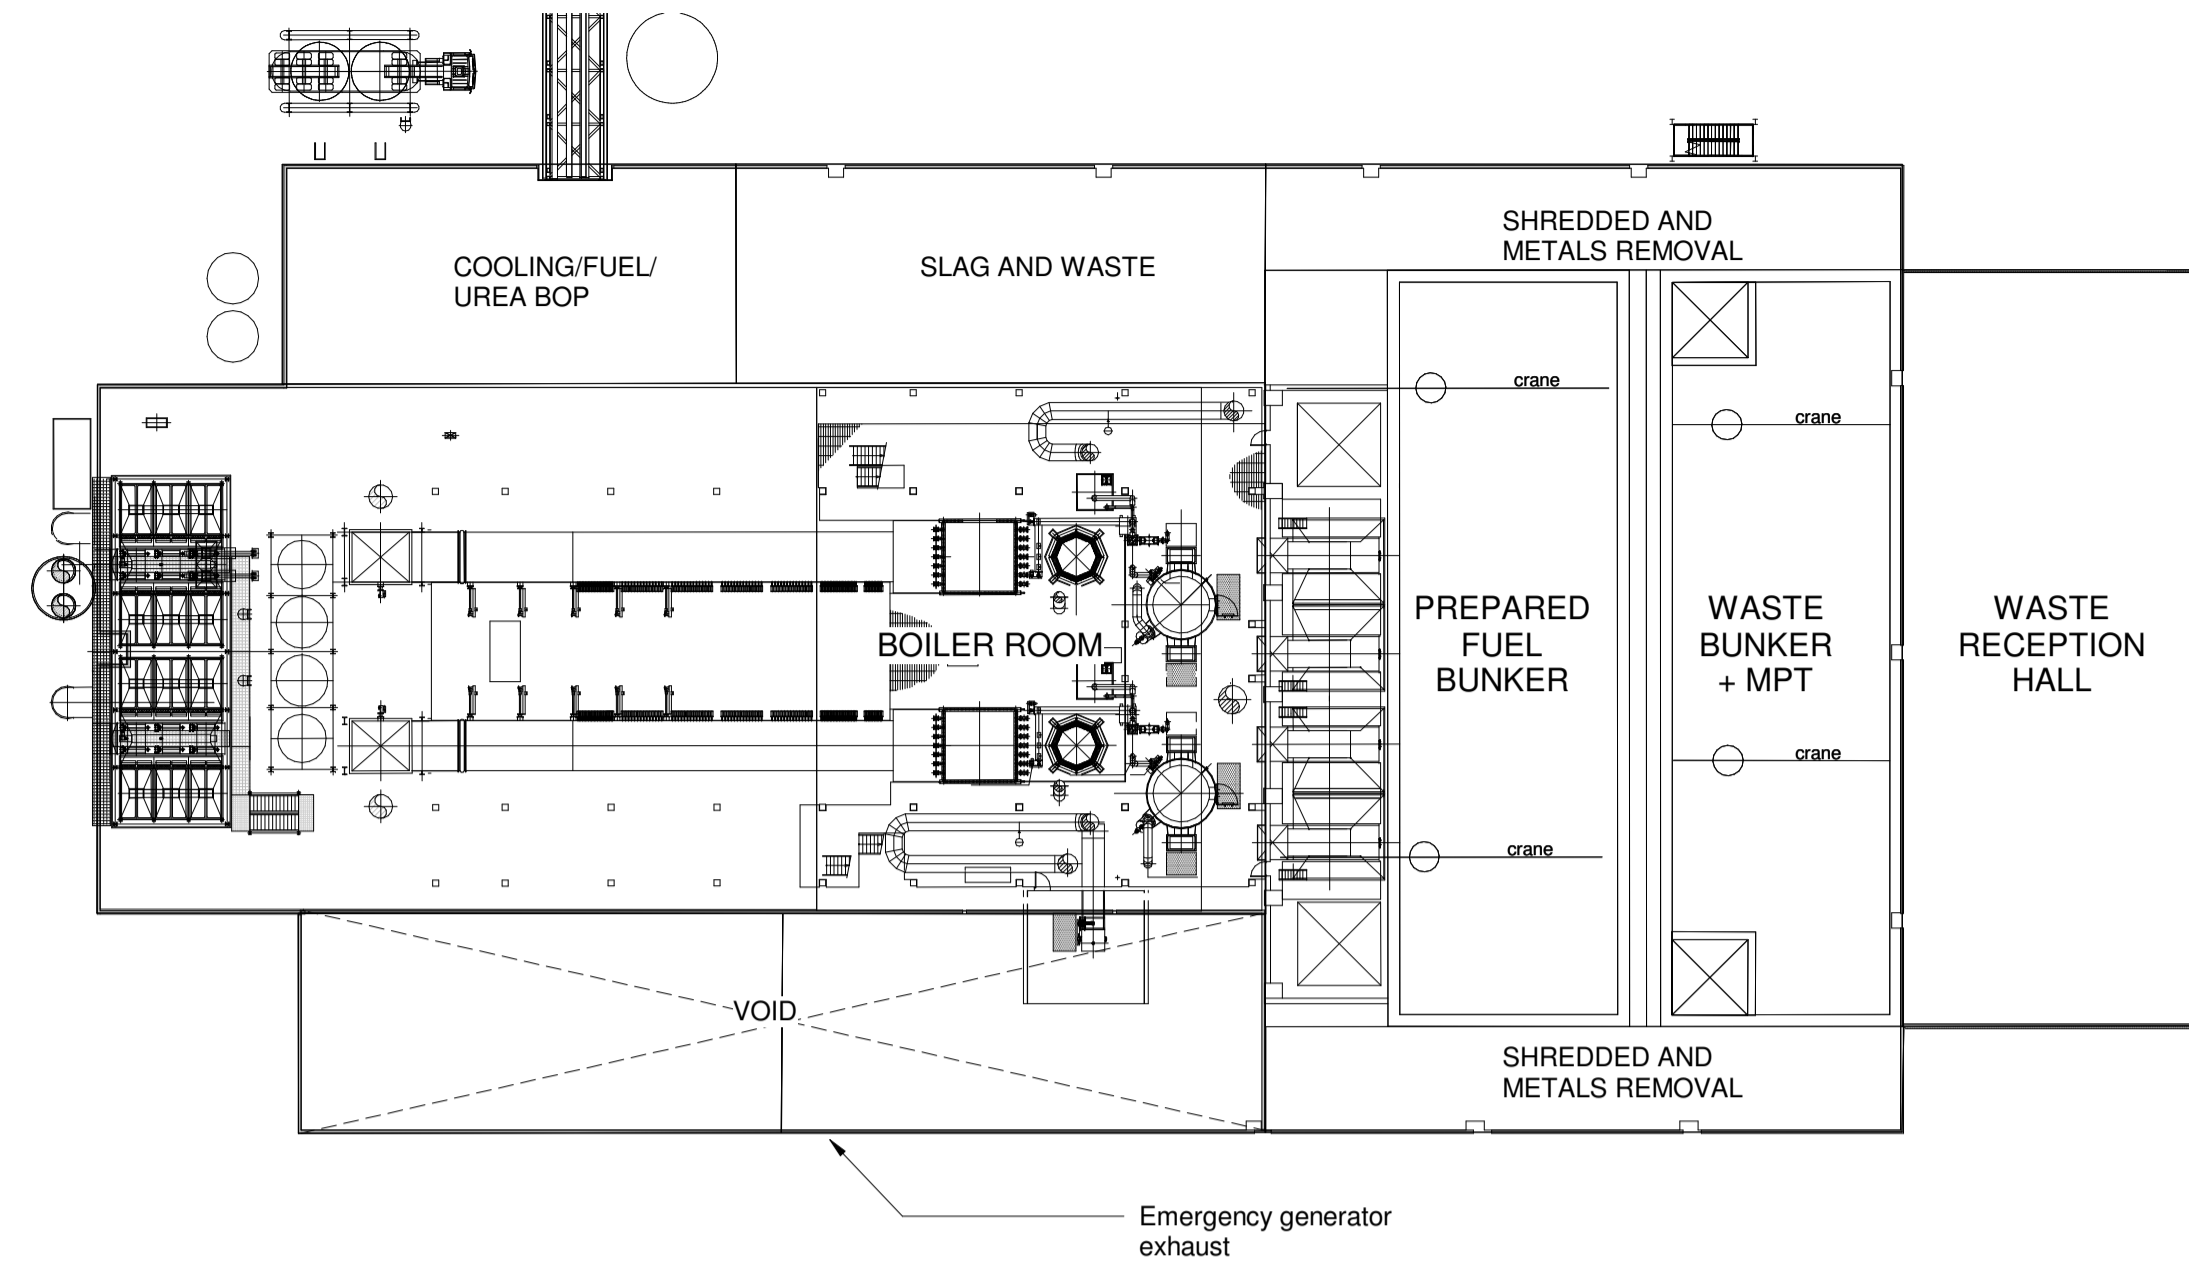 SHREDDED AND
METALS REMOVAL
COOLING/FUEL/
UREA BOP
SLAG AND WASTE
crane
crane
PREPARED
FUEL
BUNKER
WASTE
BUNKER
+ MPT
WASTE
RECEPTION
HALL
BOILER ROOM
crane
crane
VOID
SHREDDED AND
METALS REMOVAL
Emergency generator
exhaust